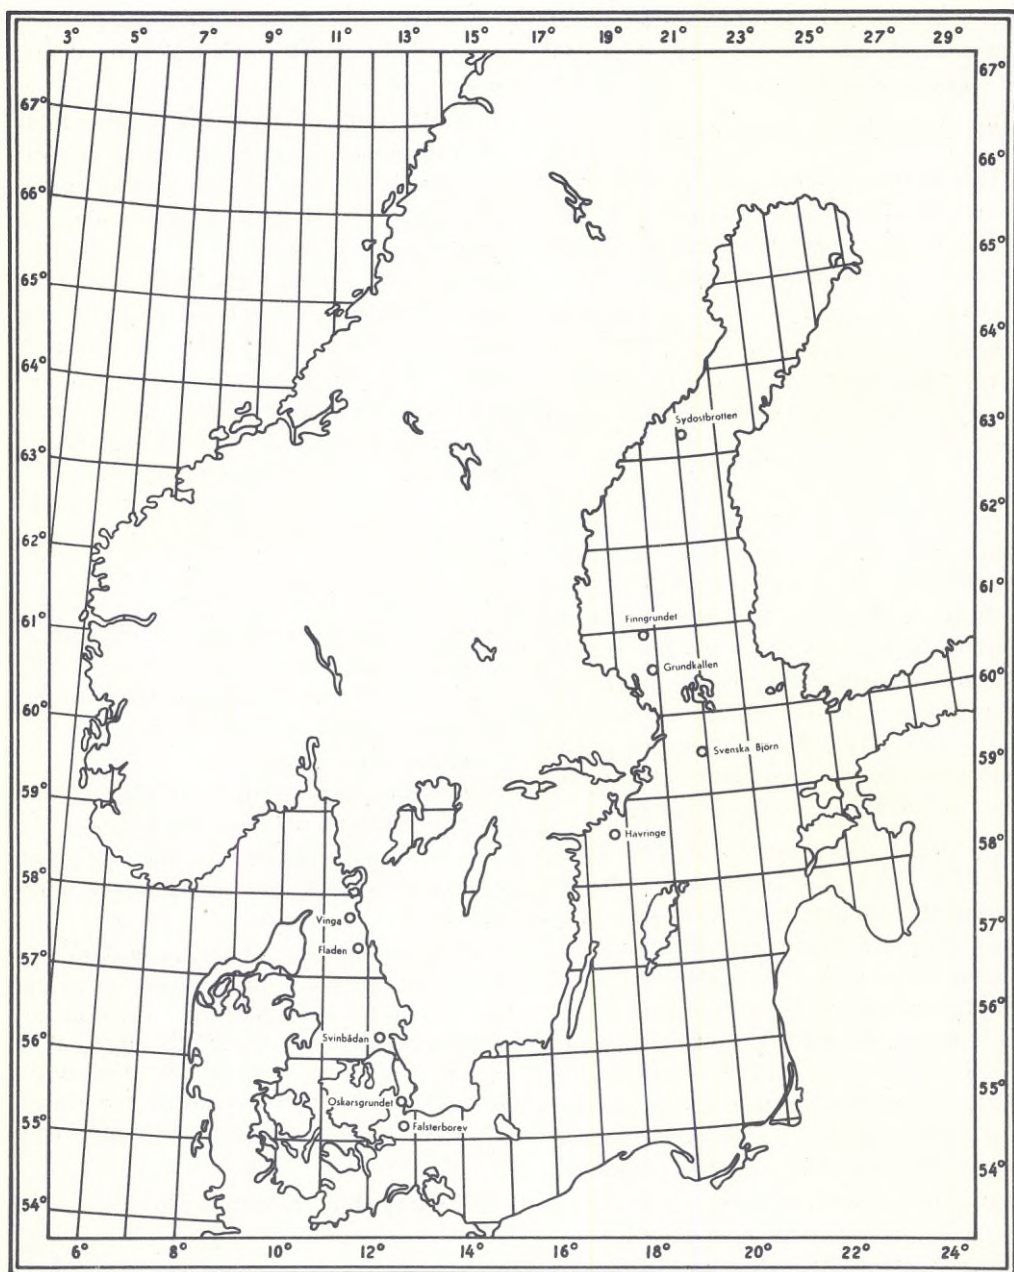 3° 5° 6° 7° 9° 10° 11° 13° 15° 17° 19° 21° 23° 25° 27° 29°
67° 67°
66° 66°
65° 65°
64° 64°
63° 63°
62° 62°
61° 61°
60° 60°
59° 59°
58° 58°
57° 57°
56° 56°
55° 55°
54° 54°
Sydostbrotten
Finngrundet
Grundkallen
Svenska Björn
Havringe
Vinga
Fladen
Svinbådan
Oskarsgrundet
Falsterborev
6° 8° 10° 12° 14° 16° 18° 20° 22° 24°